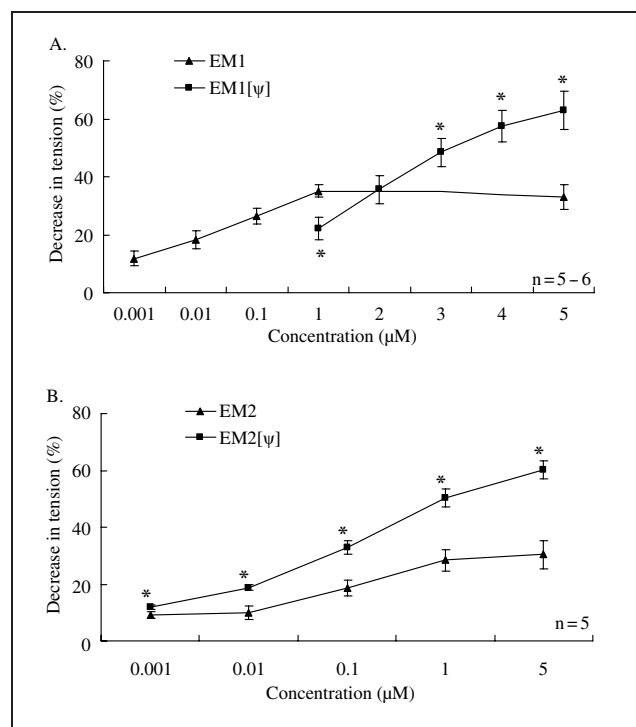 A.
EM1
EM1[ψ]
Decrease in tension (%)
80
60
40
20
0
* * * *
n=5-6
0.001 0.01 0.1 1 2 3 4 5
Concentration (µM)
B.
EM2
EM2[ψ]
Decrease in tension (%)
80
60
40
20
0
* * * * *
n=5
0.001 0.01 0.1 1 5
Concentration (µM)